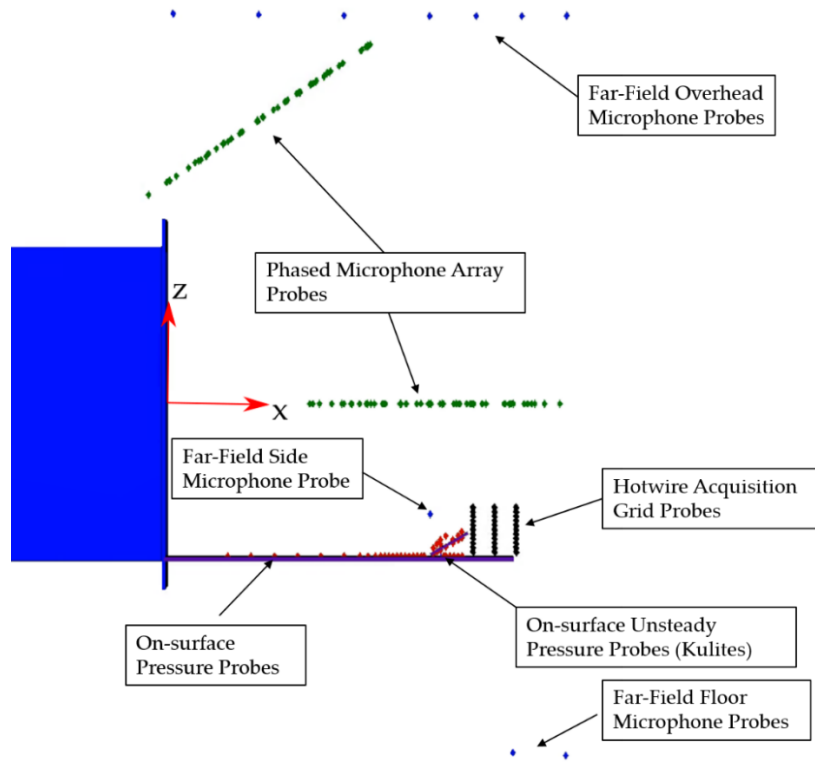 Far-Field Overhead
Microphone Probes
Phased Microphone Array
Probes
Z
X
Far-Field Side
Microphone Probe
Hotwire Acquisition
Grid Probes
On-surface
Pressure Probes
On-surface Unsteady
Pressure Probes (Kulites)
Far-Field Floor
Microphone Probes